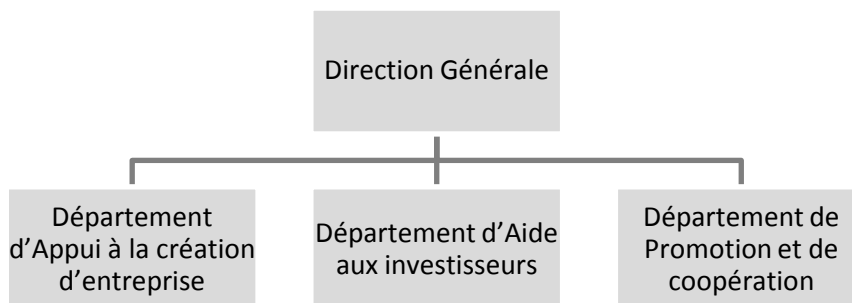 Direction Générale
Département
d'Appui à la création
d'entreprise
Département d'Aide
aux investisseurs
Département de
Promotion et de
coopération